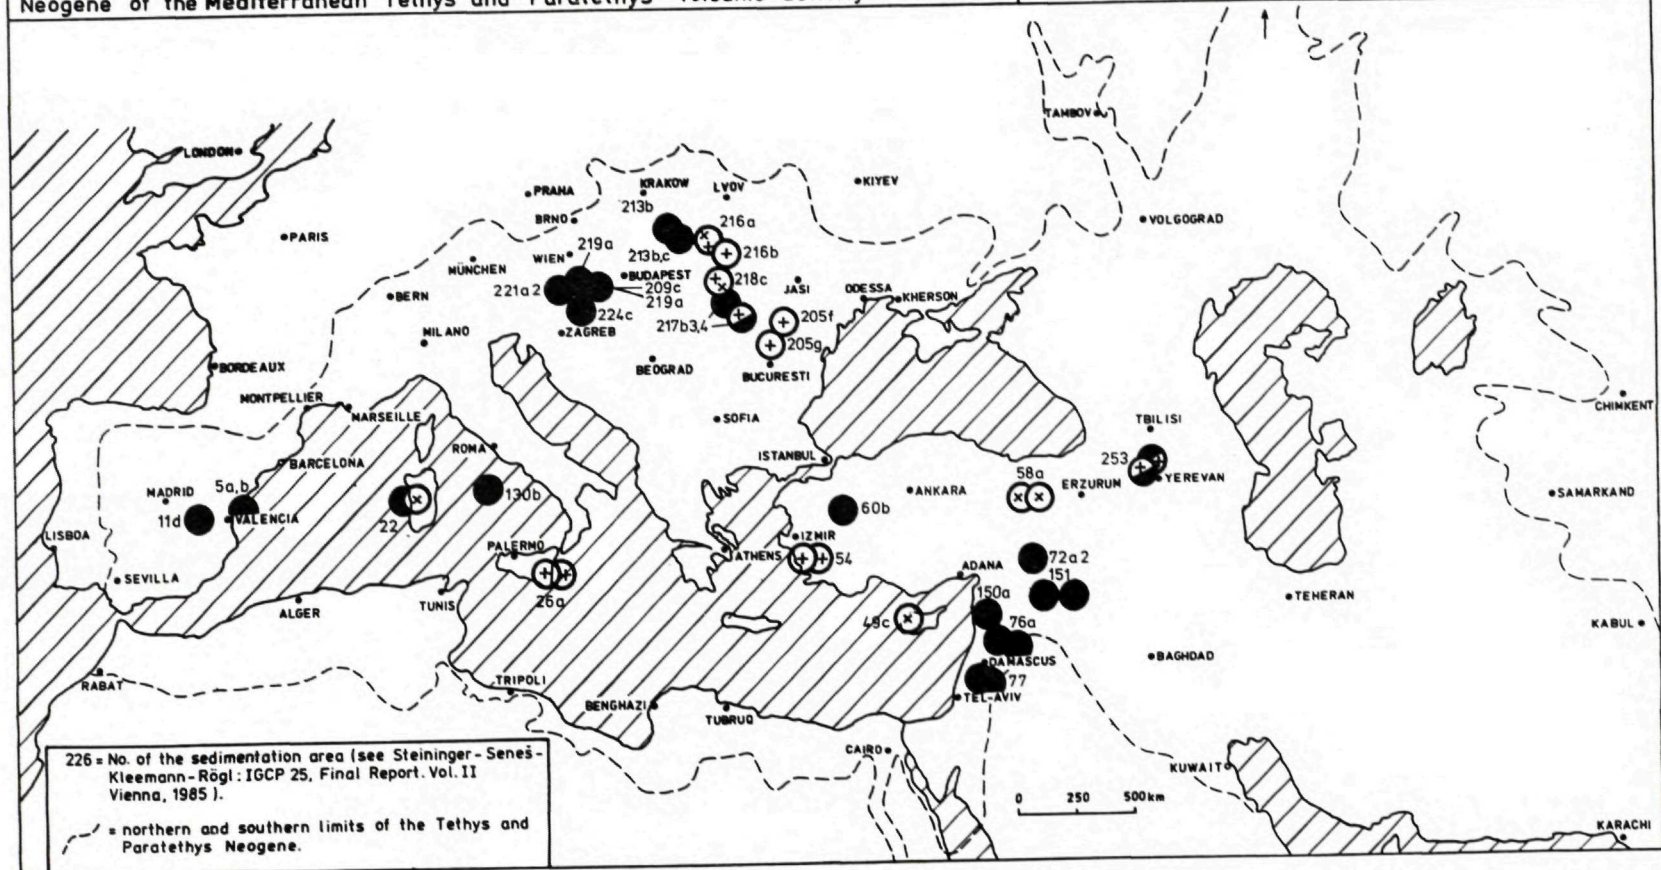 Neogene of the Mediterranean Tethys and Paratethys
TAMBOV
LONDON
PRAHA
KRAKOW
LVOV
KIYEV
213b
BRNO
216a
VOLGOGRAD
PARIS
219a
WIEN
213b,c
216b
MÜNCHEN
BUDAPEST
218c
221a2
209c
JASI
ODESSA
KHERSON
BERN
219a
224c
217b3,4
205f
MILANO
ZAGREB
205g
BORDEAUX
BEOGRAD
BUCURESTI
MONTPELLIER
MARSEILLE
SOFIA
TBILISI
CHIMKENT
ROMA
ISTANBUL
BARCELONA
253
58a
MADRID
5a,b
130b
ANKARA
ERZURUM
YEREVAN
SAMARKAND
11d
VALENCIA
22
60b
LISBOA
PALERMO
ATHENS
IZMIR
54
72a2
SEVILLA
ADANA
151
26a
150a
ALGER
TUNIS
TEHERAN
49c
76a
KABUL
DAMASCUS
BAGHDAD
RABAT
TRIPOLI
77
BENGHAZI
TEL-AVIV
TUBRUQ
CAIRO
KUWAIT
226 = No. of the sedimentation area (see Steininger-Seneš-
Kleemann-Rögl: IGCP 25, Final Report. Vol. II
Vienna, 1985).
0 250 500km
= northern and southern limits of the Tethys and
Paratethys Neogene.
KARACHI